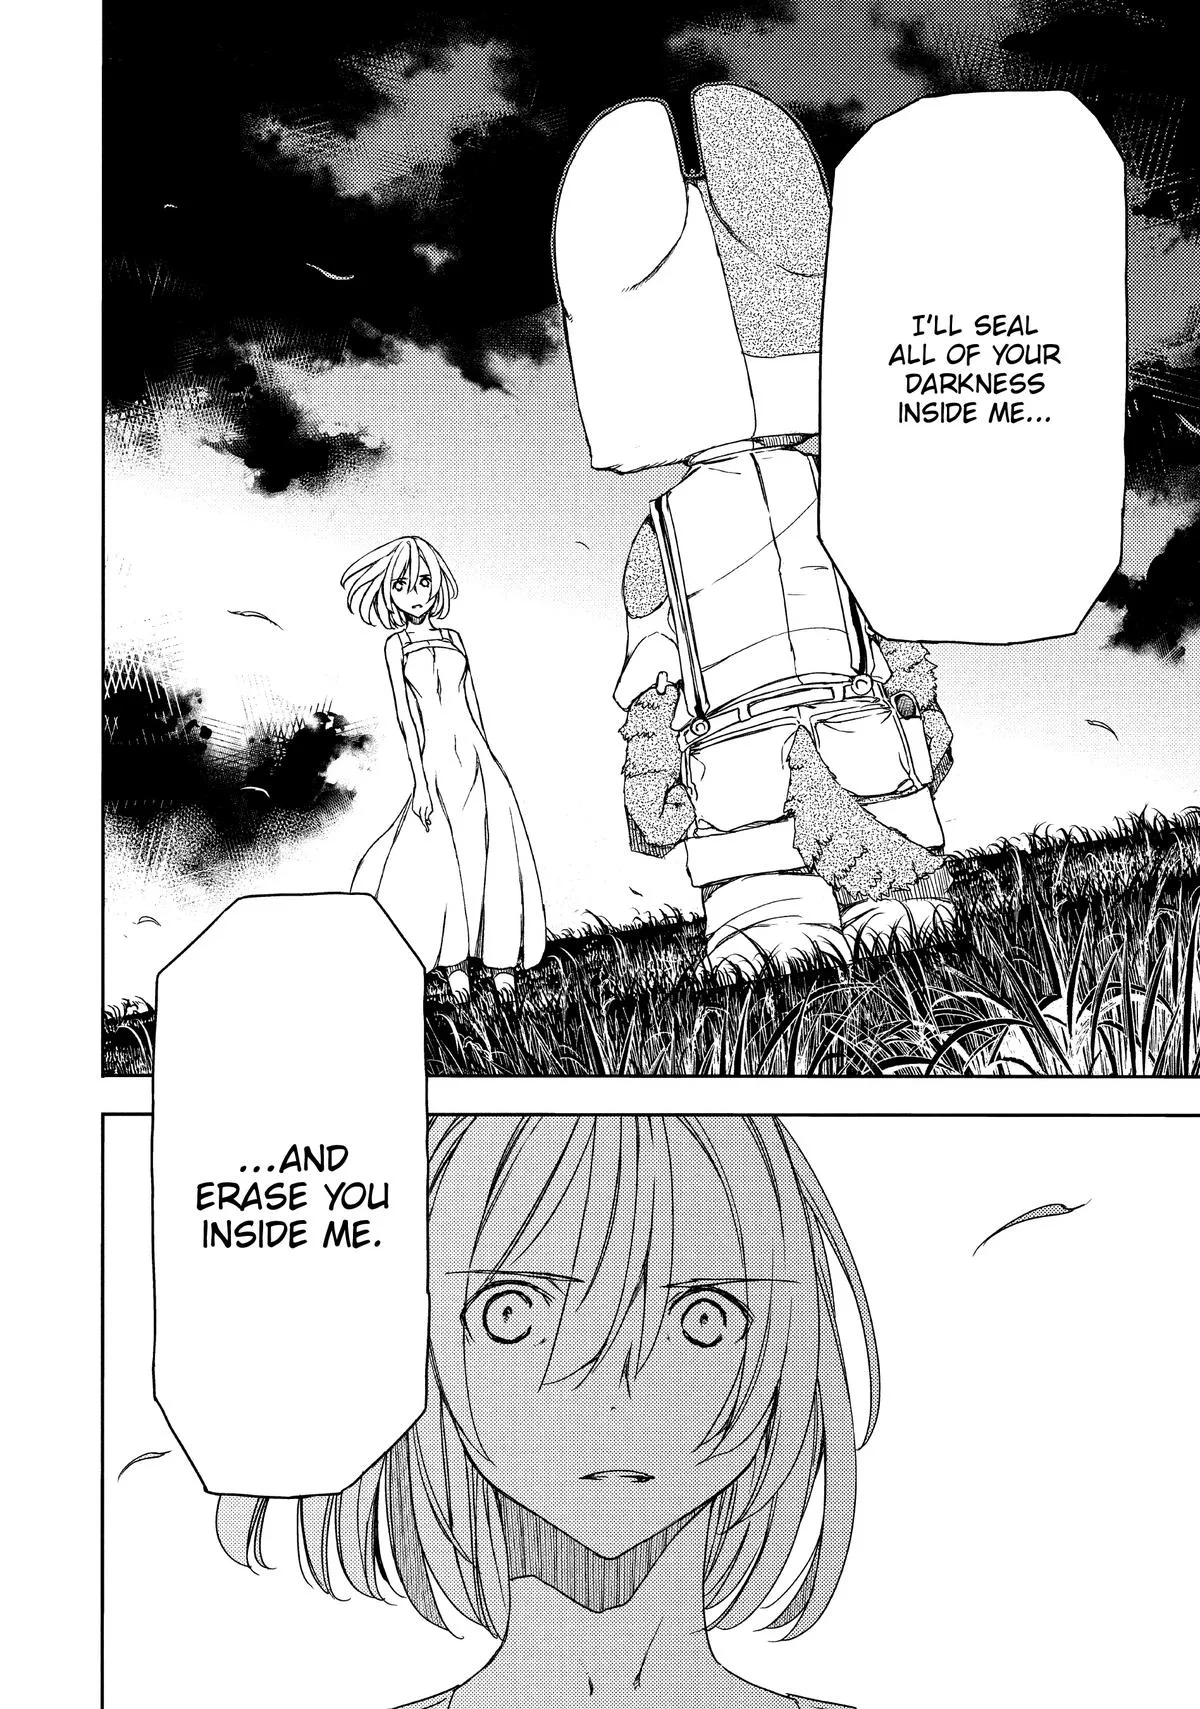 I'LL SEAL
ALL OF YOUR
DARKNESS
INSIDE ME...
...AND
ERASE YOU
INSIDE ME.